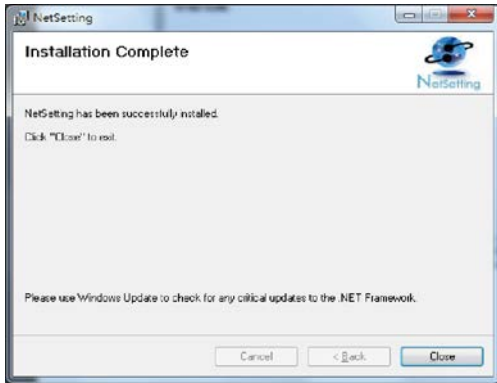 NetSetting
Installation Complete
NetSetting
NetSetting has been successfully installed.
Click "Close" to exit.
Please use Windows Update to check for any critical updates to the .NET Framework.
Cancel
< Back
Close